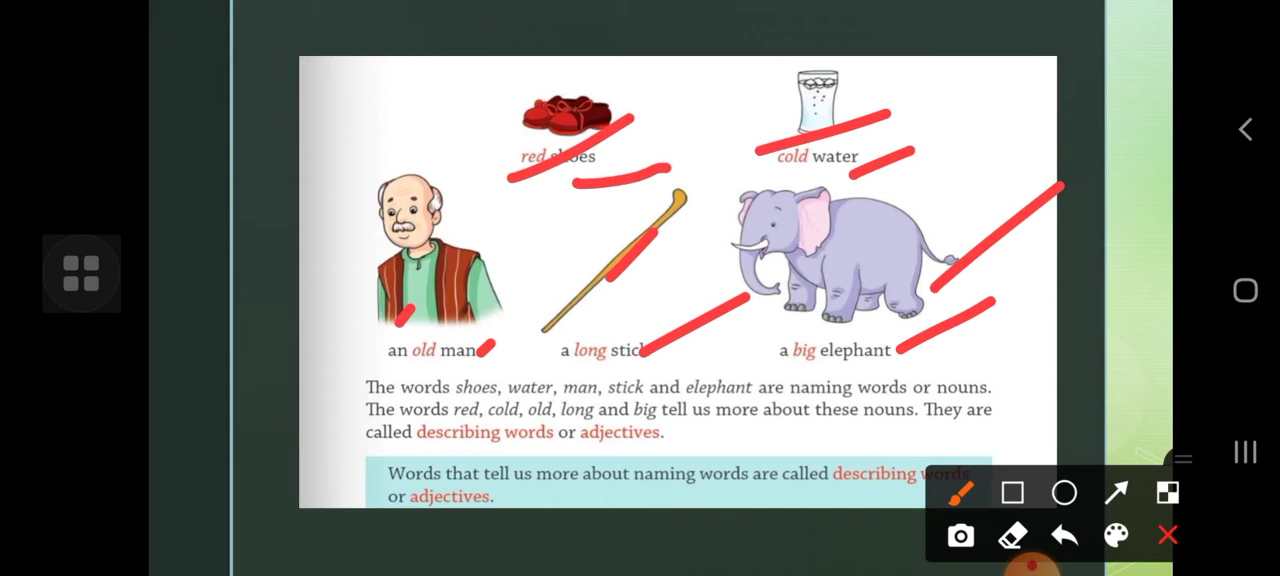 red shoes
cold water
an old man
a long stick
a big elephant
The words shoes, water, man, stick and elephant are naming words or nouns.
The words red, cold, old, long and big tell us more about these nouns. They are
called describing words or adjectives.
Words that tell us more about naming words are called describing words
or adjectives.